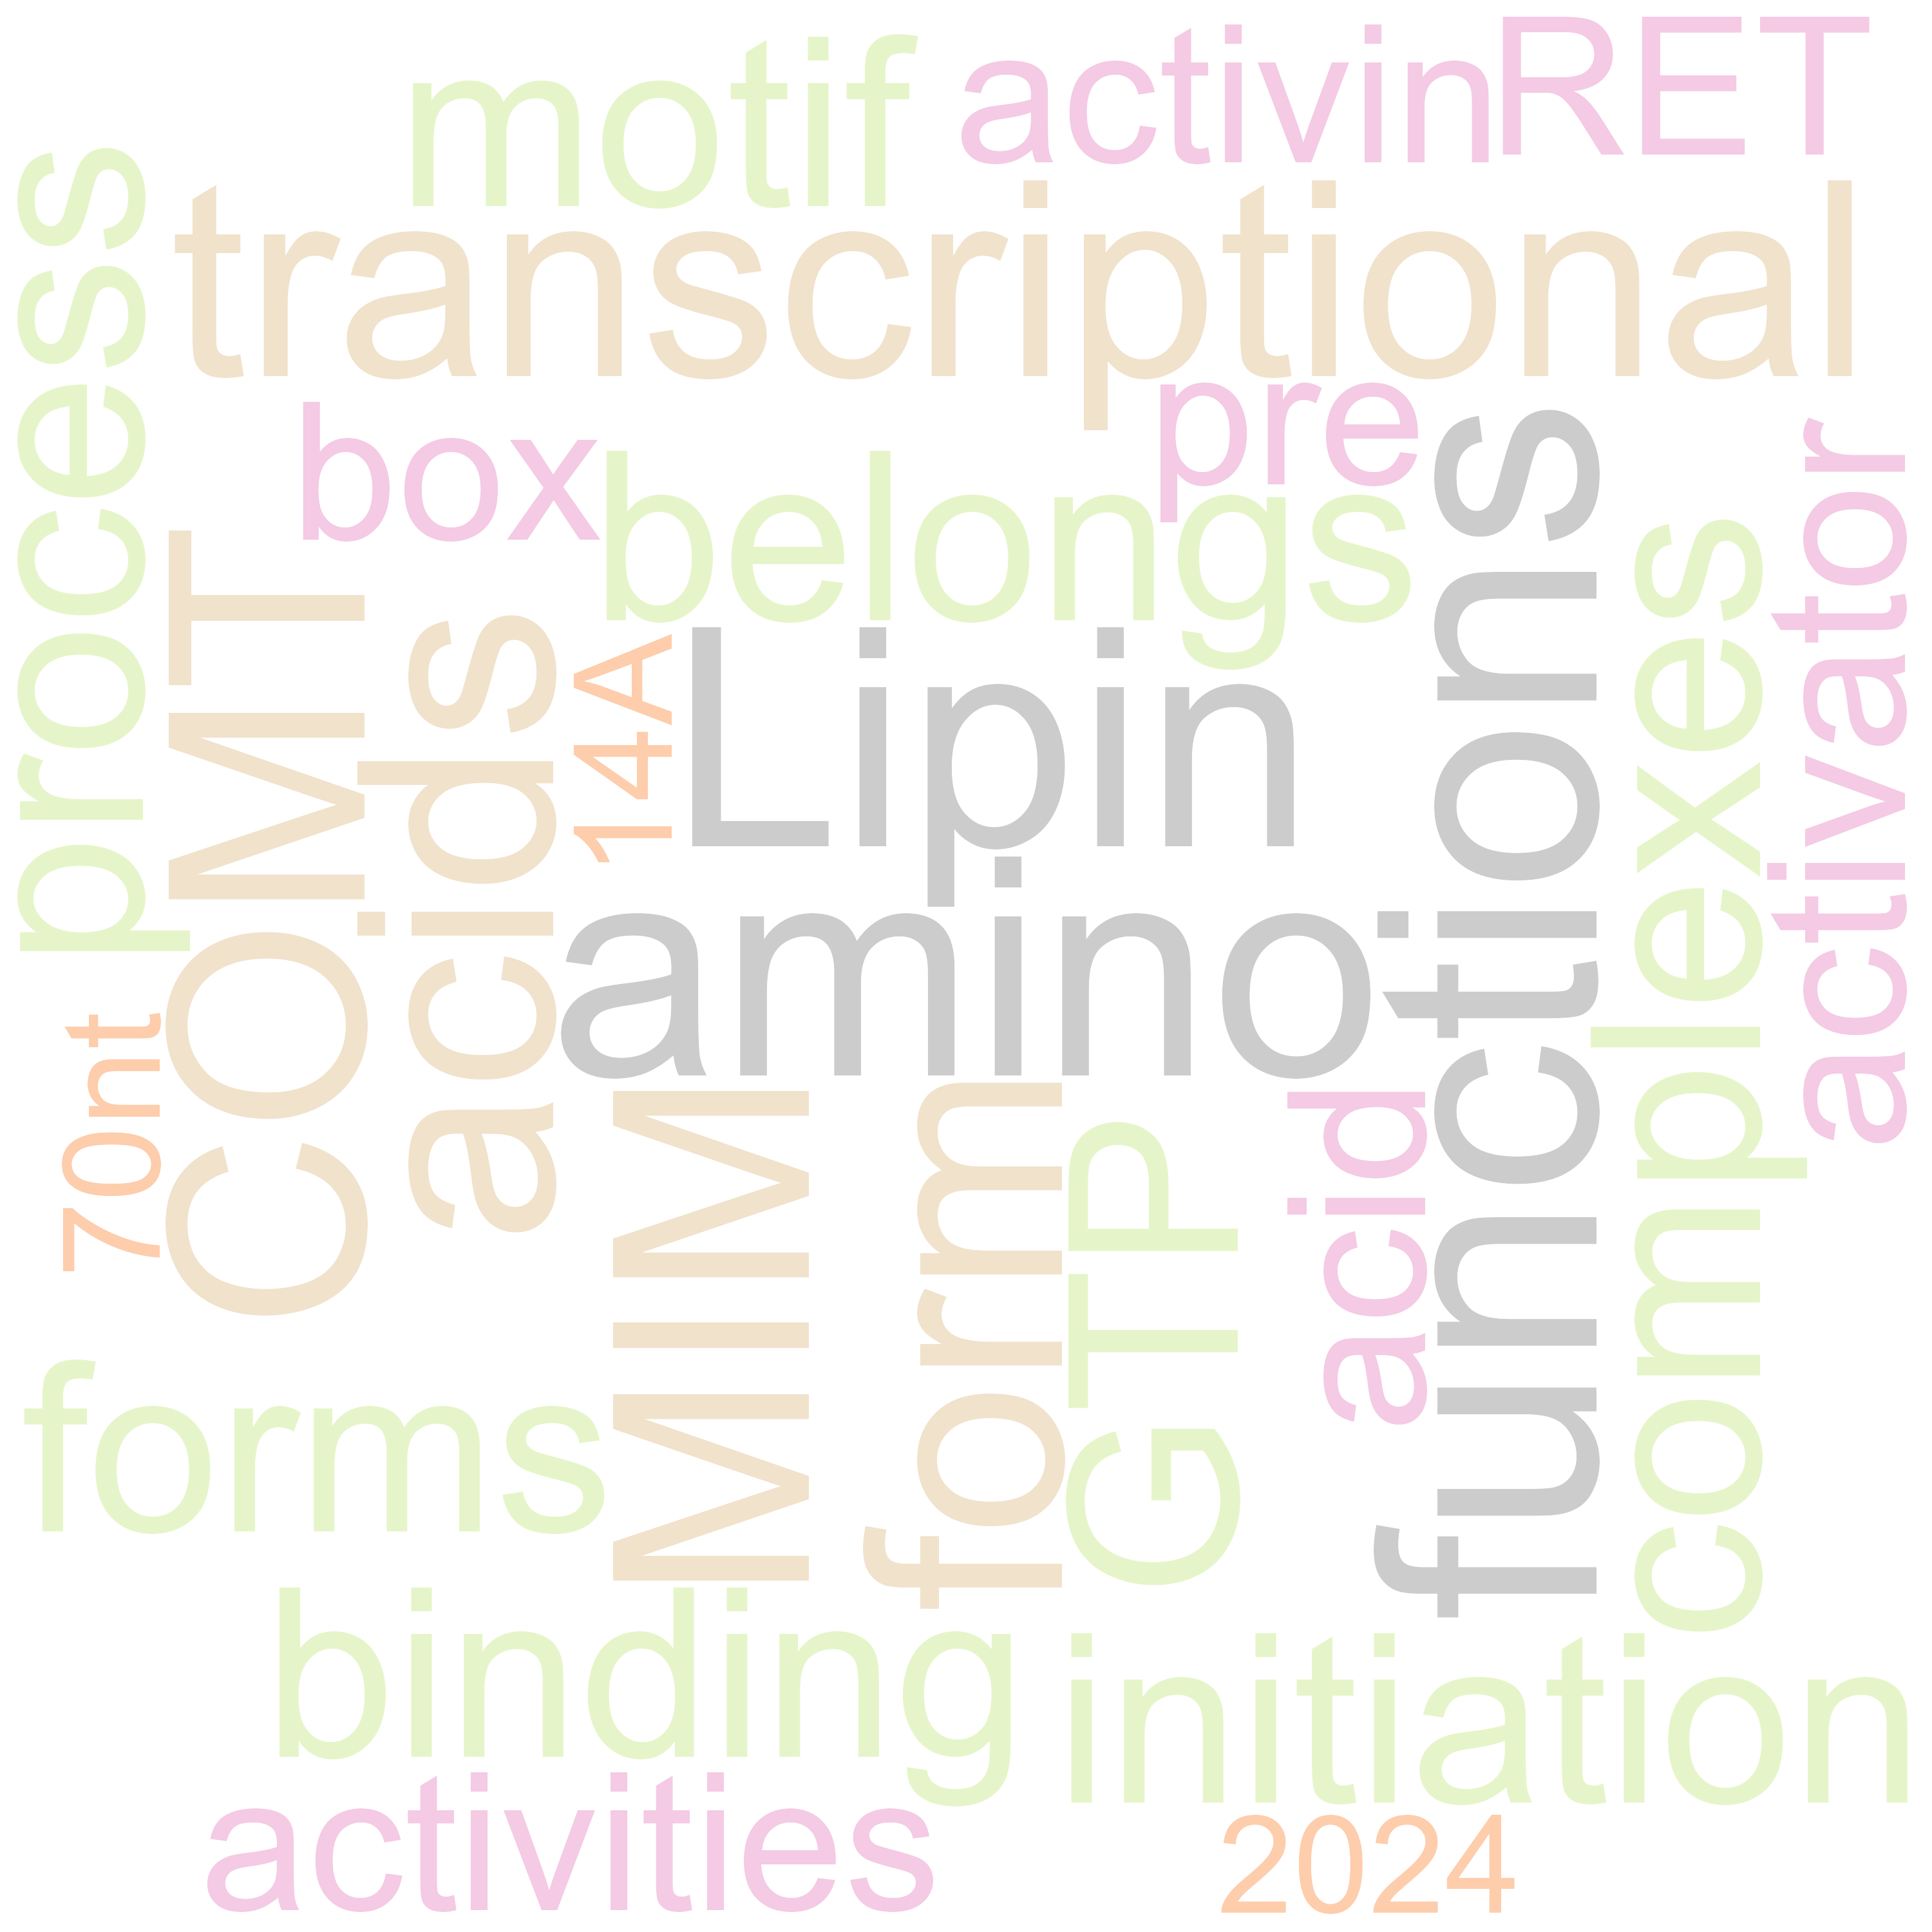 motif
activin
RET
transcriptional
process
box
pre
belongs
COMT
acids
14A
Lipin
amino
functions
complexes
activator
70nt
MIM
form
GTP
acid
forms
binding
initiation
activities
2024